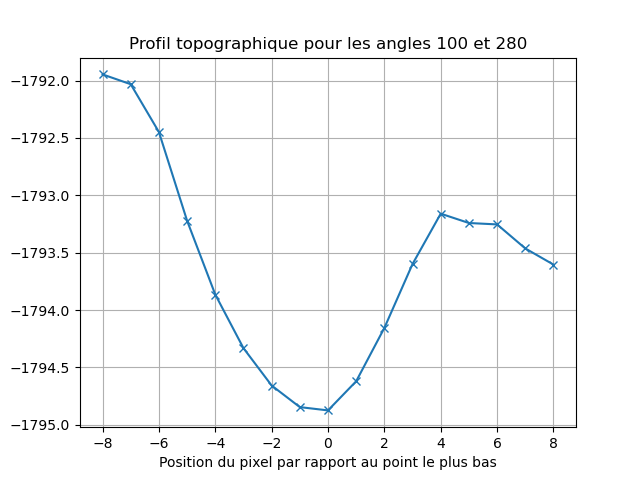 Profil topographique pour les angles 100 et 280
−1792.0
−1792.5
−1793.0
−1793.5
−1794.0
−1794.5
−1795.0
−8 −6 −4 −2 0 2 4 6 8
Position du pixel par rapport au point le plus bas